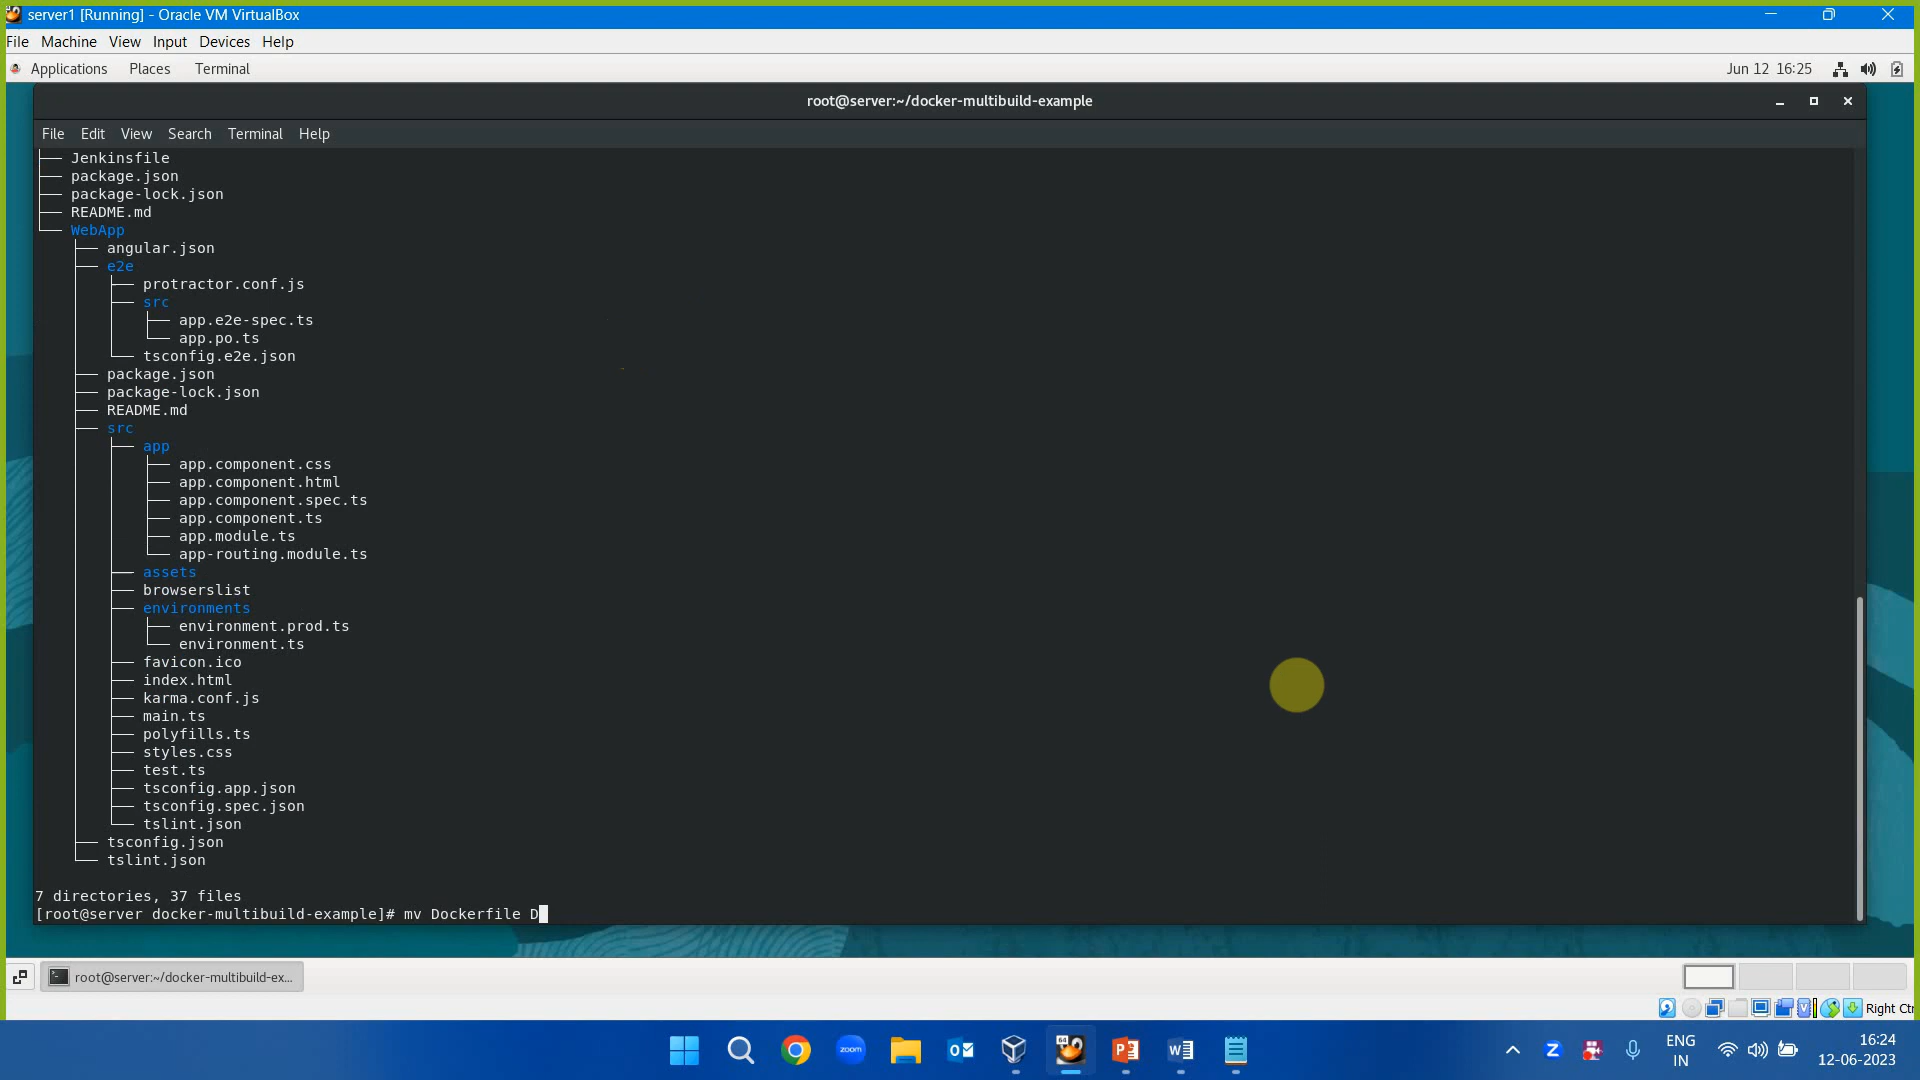 server1 [Running] - Oracle VM VirtualBox
File Machine View Input Devices Help
Applications Places Terminal Jun 12 16:25
root@server:~/docker-multibuild-example
File Edit View Search Terminal Help
├── Jenkinsfile
├── package.json
├── package-lock.json
├── README.md
└── WebApp
├── angular.json
├── e2e
├── protractor.conf.js
├── src
├── app.e2e-spec.ts
└── app.po.ts
└── tsconfig.e2e.json
├── package.json
├── package-lock.json
├── README.md
├── src
├── app
├── app.component.css
├── app.component.html
├── app.component.spec.ts
├── app.component.ts
├── app.module.ts
└── app-routing.module.ts
├── assets
├── browserslist
├── environments
├── environment.prod.ts
└── environment.ts
├── favicon.ico
├── index.html
├── karma.conf.js
├── main.ts
├── polyfills.ts
├── styles.css
├── test.ts
├── tsconfig.app.json
├── tsconfig.spec.json
└── tslint.json
├── tsconfig.json
└── tslint.json
7 directories, 37 files
[root@server docker-multibuild-example]# mv Dockerfile D
root@server:~/docker-multibuild-ex...
Right Ctr
zoom
ENG
IN
16:24
12-06-2023